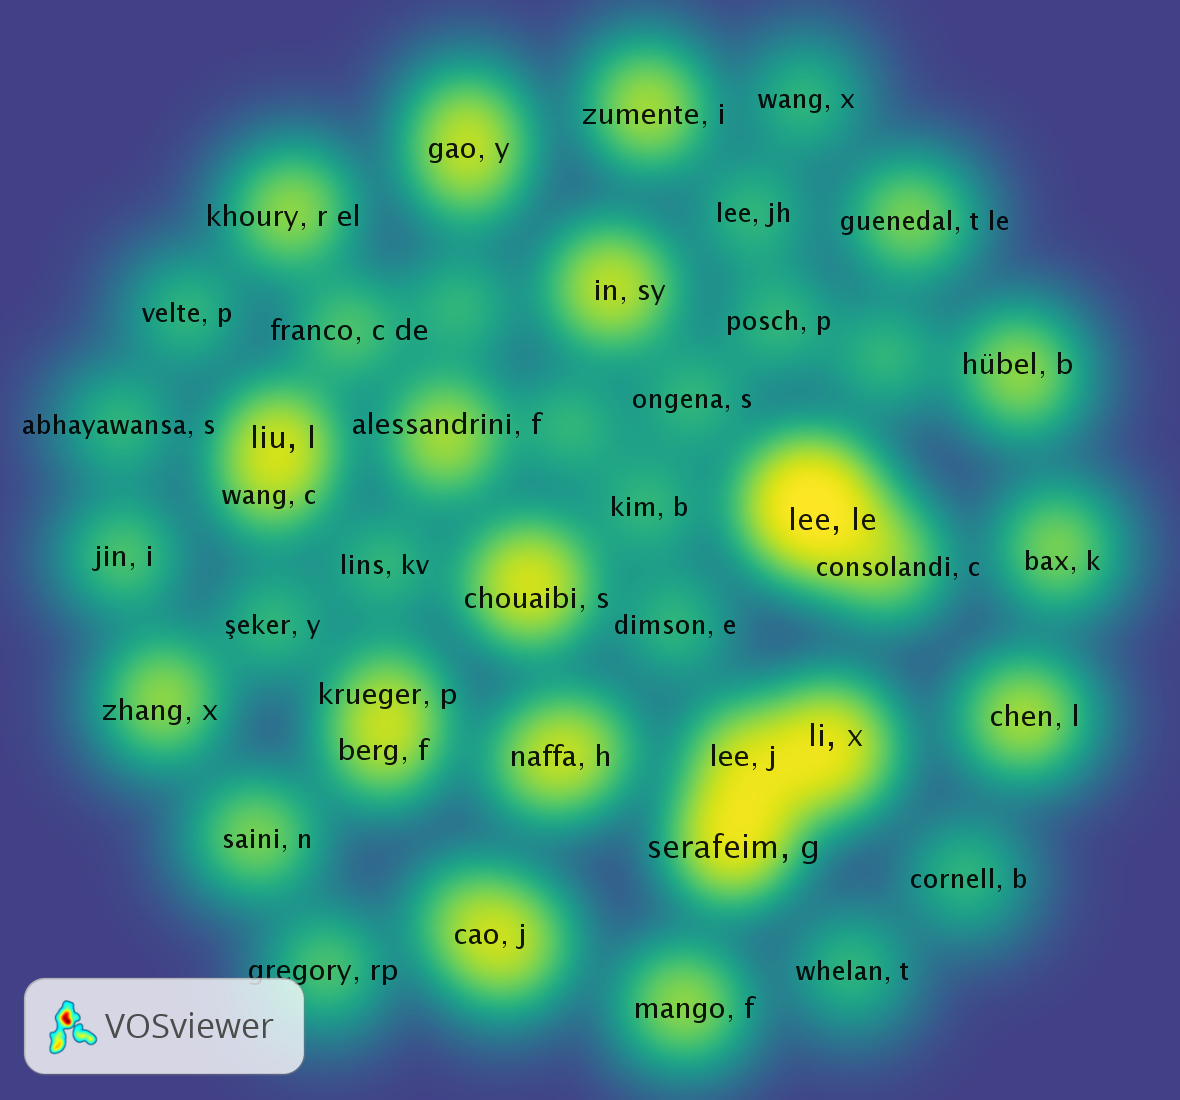 wang, x
zumente, i
gao, y
lee, jh
khoury, r el
guenedal, t le
in, sy
velte, p
posch, p
franco, c de
hübel, b
ongena, s
abhayawansa, s
alessandrini, f
liu, l
wang, c
kim, b
lee, le
jin, i
bax, k
lins, kv
consolandi, c
chouaibi, s
şeker, y
dimson, e
krueger, p
zhang, x
chen, l
li, x
berg, f
naffa, h
lee, j
saini, n
serafeim, g
cornell, b
cao, j
gregory, rp
whelan, t
mango, f
VOSviewer